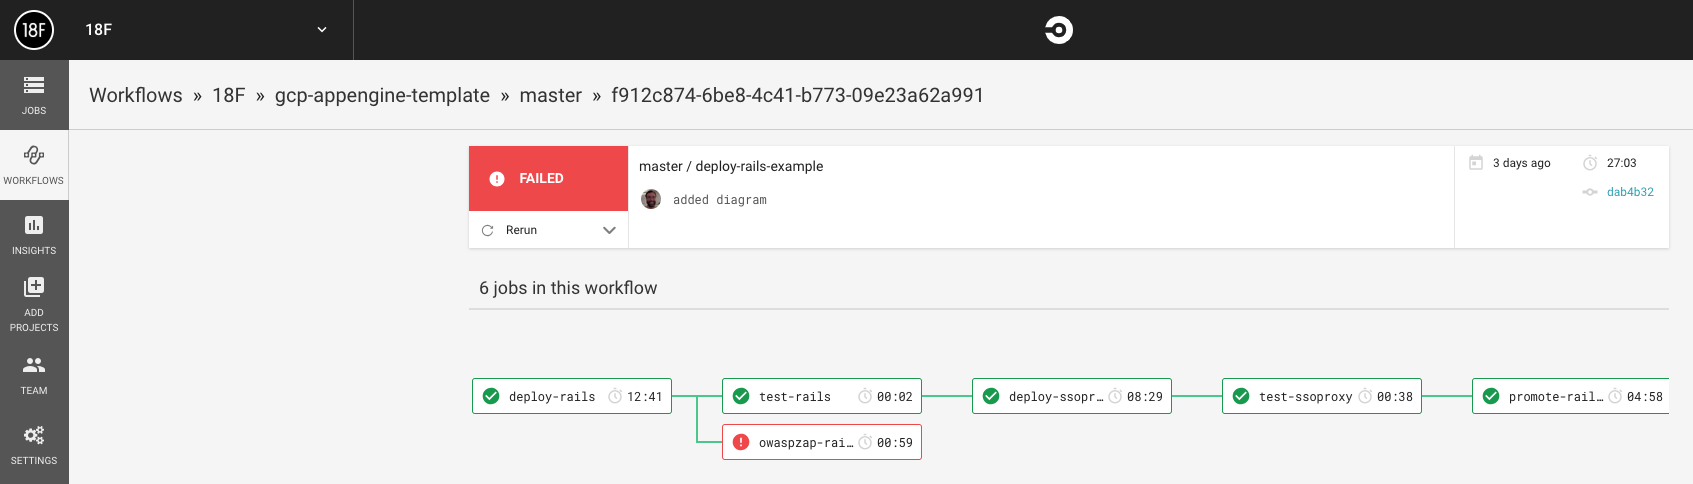 18F 18F
JOBS
WORKFLOWS
INSIGHTS
ADD
PROJECTS
TEAM
SETTINGS
Workflows » 18F » gcp-appengine-template » master » f912c874-6be8-4c41-b773-09e23a62a991
FAILED
Rerun
master / deploy-rails-example
added diagram
3 days ago 27:03
dab4b32
6 jobs in this workflow
deploy-rails 12:41
test-rails 00:02
deploy-ssopr… 08:29
test-ssoproxy 00:38
promote-rail… 04:58
owaspzap-rai… 00:59